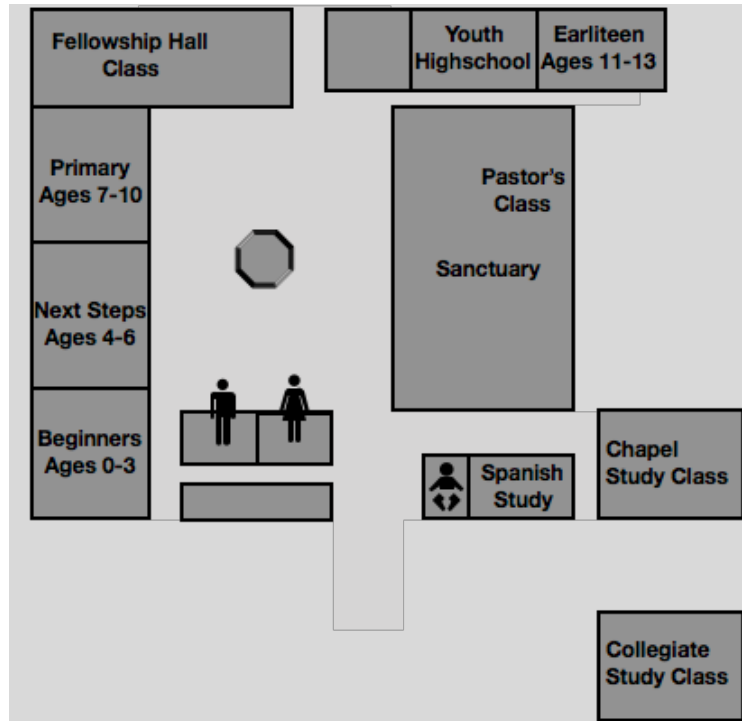 Fellowship Hall
Class
Youth
Highschool
Earliteen
Ages 11-13
Primary
Ages 7-10
Pastor's
Class
Sanctuary
Next Steps
Ages 4-6
Beginners
Ages 0-3
Spanish
Study
Chapel
Study Class
Collegiate
Study Class